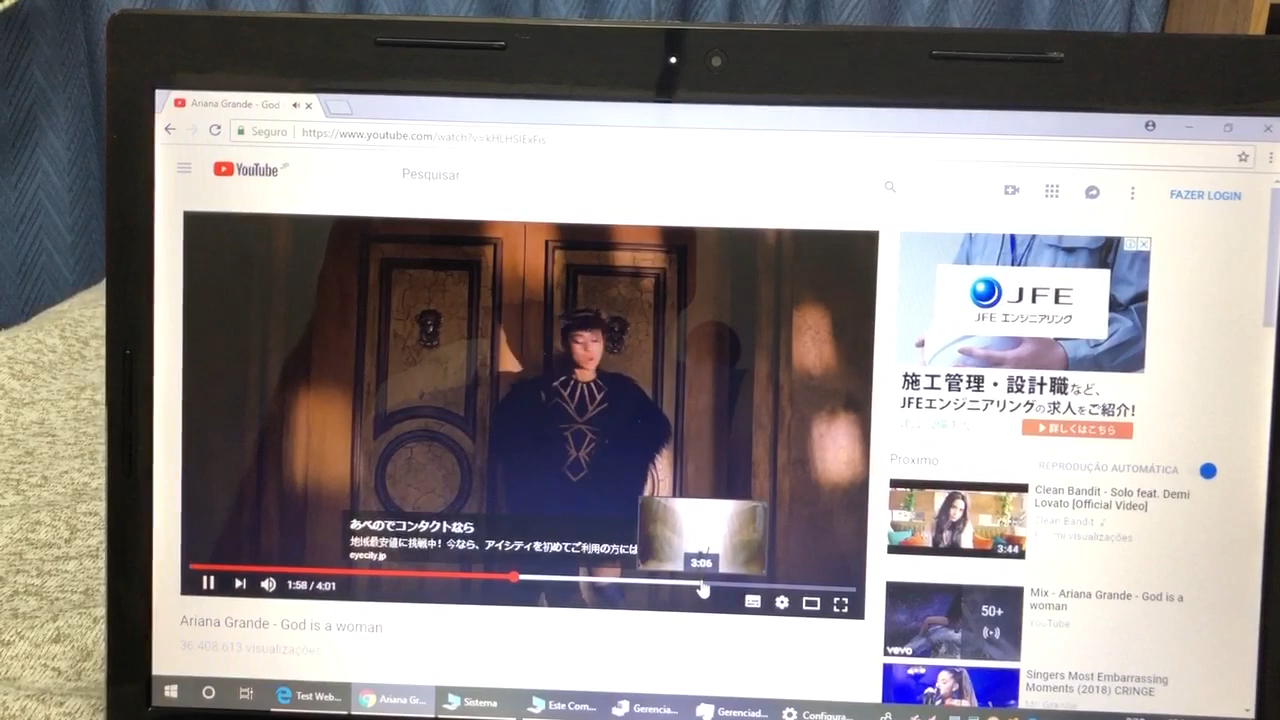 Ariana Grande - God
Seguro
https://www.youtube.com/watch?v=kHLHSlExFis
YouTube JP
Pesquisar
FAZER LOGIN
JFE
JFE エンジニアリング
施工管理・設計職など、
JFEエンジニアリングの求人をご紹介!
詳しくはこちら
あべのでコンタクトなら
地域最安値に挑戦中! 今なら、アイシティを初めてご利用の方には
eyecity.jp
3:06
1:58 / 4:01
Ariana Grande - God is a woman
36.408.613 visualizações
Próximo
REPRODUÇÃO AUTOMÁTICA
Clean Bandit - Solo feat. Demi
Lovato [Official Video]
Clean Bandit
visualizações
3:44
Mix - Ariana Grande - God is a
woman
YouTube
50+
vevo
Singers Most Embarrassing
Moments (2018) CRINGE
Test Web...
Ariana Gr...
Sistema
Este Com...
Gerencia...
Gerenciad...
Configura...